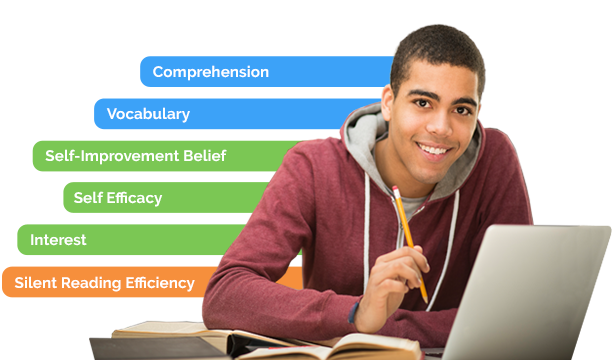 Comprehension
Vocabulary
Self-Improvement Belief
Self Efficacy
Interest
Silent Reading Efficiency